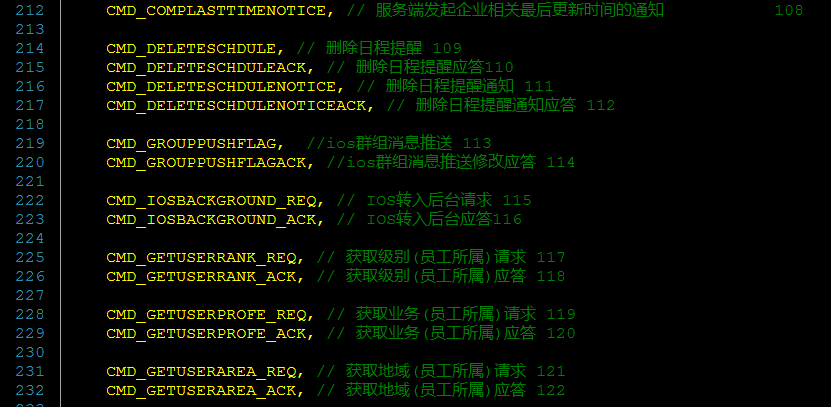 212 CMD_COMPLASTTIMENOTICE, // 服务端发起企业相关最后更新时间的通知 108
213
214 CMD_DELETESCHDULE, // 删除日程提醒 109
215 CMD_DELETESCHDULEACK, // 删除日程提醒应答110
216 CMD_DELETESCHDULENOTICE, // 删除日程提醒通知 111
217 CMD_DELETESCHDULENOTICEACK, // 删除日程提醒通知应答 112
218
219 CMD_GROUPPUSHFLAG, //ios群组消息推送 113
220 CMD_GROUPPUSHFLAGACK, //ios群组消息推送修改应答 114
221
222 CMD_IOSBACKGROUND_REQ, // IOS转入后台请求 115
223 CMD_IOSBACKGROUND_ACK, // IOS转入后台应答116
224
225 CMD_GETUSERRANK_REQ, // 获取级别(员工所属)请求 117
226 CMD_GETUSERRANK_ACK, // 获取级别(员工所属)应答 118
227
228 CMD_GETUSERPROFE_REQ, // 获取业务(员工所属)请求 119
229 CMD_GETUSERPROFE_ACK, // 获取业务(员工所属)应答 120
230
231 CMD_GETUSERAREA_REQ, // 获取地域(员工所属)请求 121
232 CMD_GETUSERAREA_ACK, // 获取地域(员工所属)应答 122